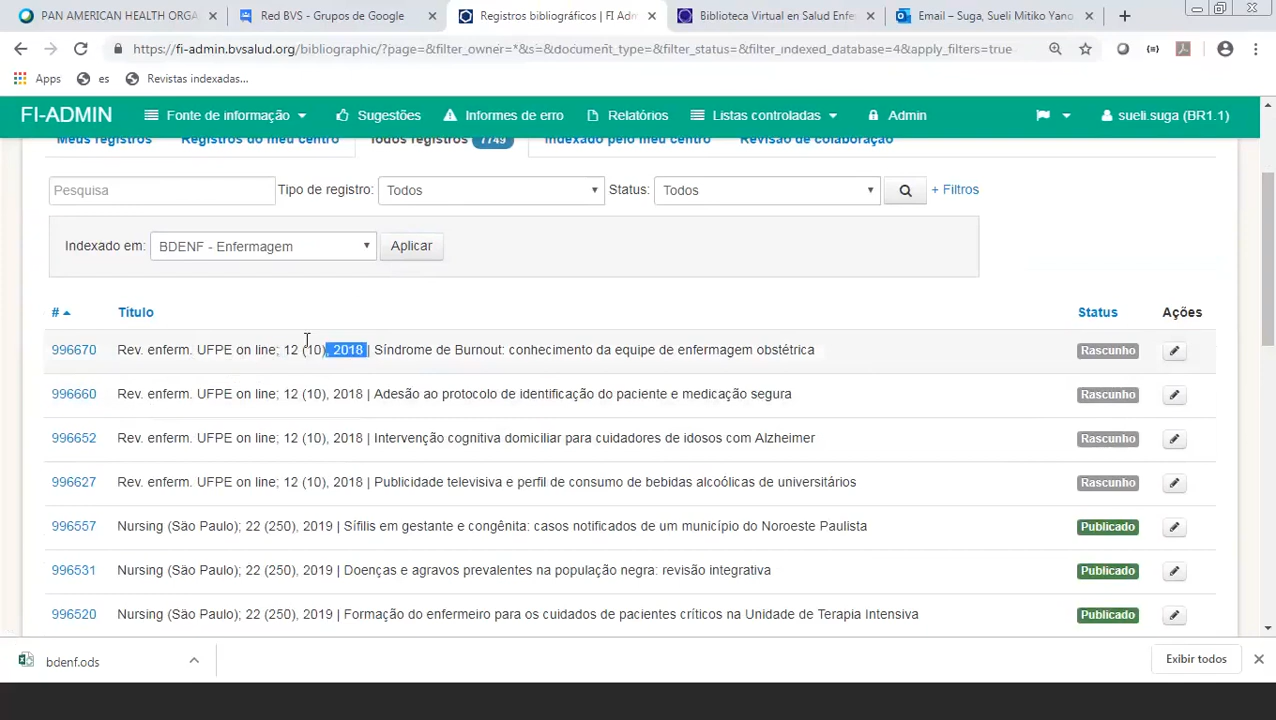 PAN AMERICAN HEALTH ORGA
Red BVS - Grupos de Google
Registros bibliográficos | FI Adm
Biblioteca Virtual en Salud Enfe
Email – Suga, Sueli Mitiko Yano
https://fi-admin.bvsalud.org/bibliographic/?page=&filter_owner=*&s=&document_type=&filter_status=&filter_indexed_database=4&apply_filters=true
Apps es Revistas indexadas...
FI-ADMIN Fonte de informação Sugestões Informes de erro Relatórios Listas controladas Admin sueli.suga (BR1.1)
Meus registros Registros do meu centro Todos registros 7749 Indexado pelo meu centro Revisão de colaboração
Pesquisa Tipo de registro: Todos Status: Todos + Filtros
Indexado em: BDENF - Enfermagem Aplicar
# Título Status Ações
996670 Rev. enferm. UFPE on line; 12 (10), 2018 | Síndrome de Burnout: conhecimento da equipe de enfermagem obstétrica Rascunho
996660 Rev. enferm. UFPE on line; 12 (10), 2018 | Adesão ao protocolo de identificação do paciente e medicação segura Rascunho
996652 Rev. enferm. UFPE on line; 12 (10), 2018 | Intervenção cognitiva domiciliar para cuidadores de idosos com Alzheimer Rascunho
996627 Rev. enferm. UFPE on line; 12 (10), 2018 | Publicidade televisiva e perfil de consumo de bebidas alcoólicas de universitários Rascunho
996557 Nursing (São Paulo); 22 (250), 2019 | Sífilis em gestante e congênita: casos notificados de um município do Noroeste Paulista Publicado
996531 Nursing (São Paulo); 22 (250), 2019 | Doenças e agravos prevalentes na população negra: revisão integrativa Publicado
996520 Nursing (São Paulo); 22 (250), 2019 | Formação do enfermeiro para os cuidados de pacientes críticos na Unidade de Terapia Intensiva Publicado
bdenf.ods Exibir todos